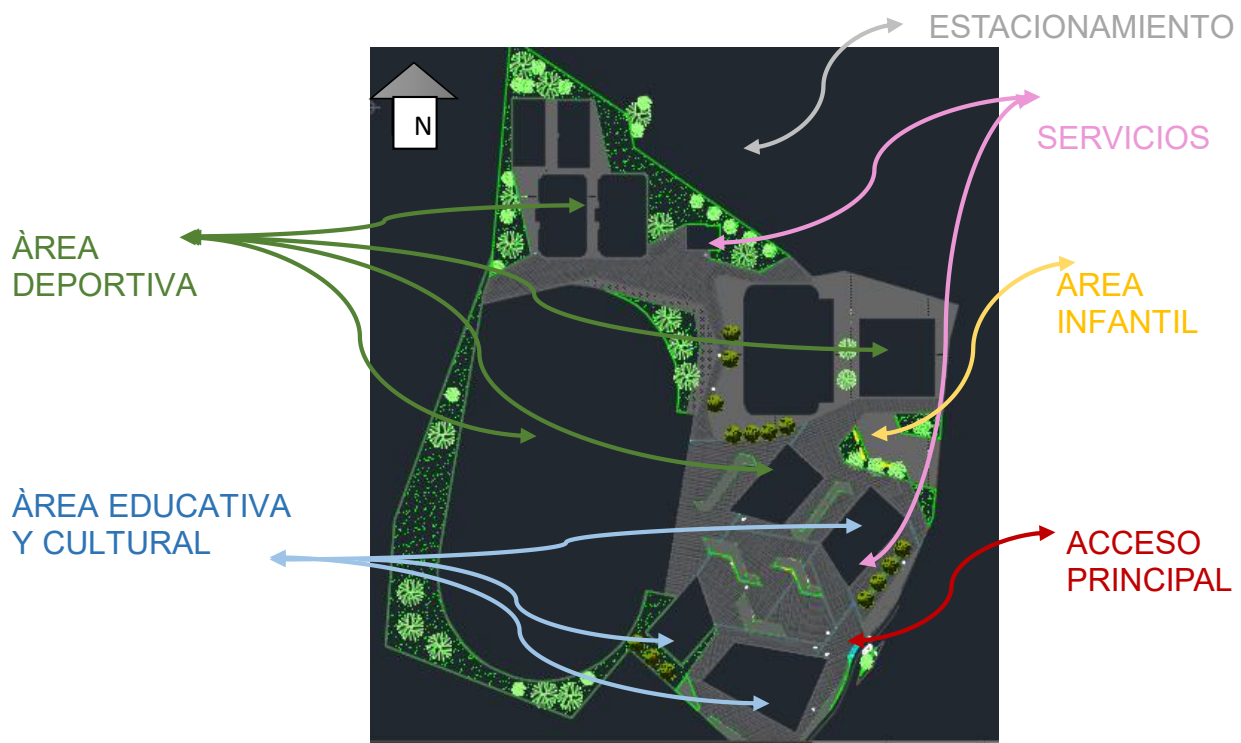 ESTACIONAMIENTO
N
SERVICIOS
ÀREA
DEPORTIVA
AREA
INFANTIL
ÀREA EDUCATIVA
Y CULTURAL
ACCESO
PRINCIPAL